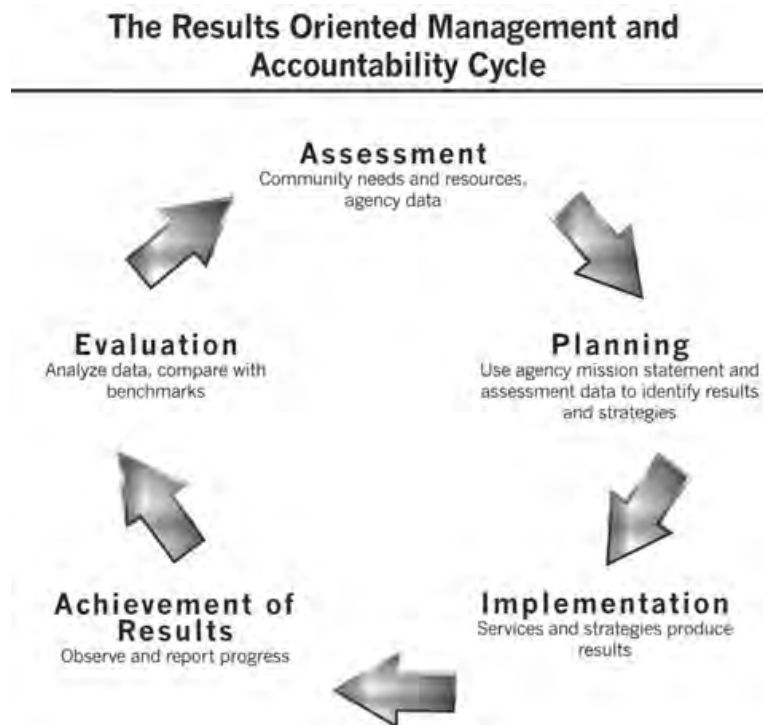 The Results Oriented Management and
Accountability Cycle
Assessment
Community needs and resources,
agency data
Planning
Use agency mission statement and
assessment data to identify results
and strategies
Implementation
Services and strategies produce
results
Achievement of
Results
Observe and report progress
Evaluation
Analyze data, compare with
benchmarks